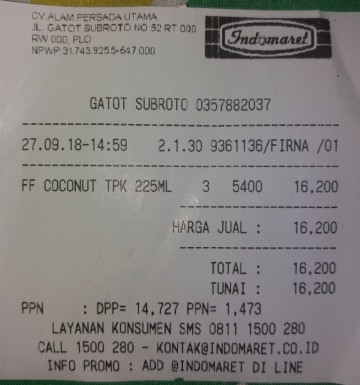 CV ALAM PERSADA UTAMA
JL. GATOT SUBROTO NO 52 RT 000
RW 000, PLO
NPWP 31.743.9255-647.000
Indomaret
GATOT SUBROTO 0357882037
27.09.18-14:59 2.1.30 9361136/FIRNA /01
FF COCONUT TPK 225ML 3 5400 16,200
HARGA JUAL : 16,200
TOTAL : 16,200
TUNAI : 16,200
PPN : DPP= 14,727 PPN= 1,473
LAYANAN KONSUMEN SMS 0811 1500 280
CALL 1500 280 - KONTAK@INDOMARET.CO.ID
INFO PROMO : ADD @INDOMARET DI LINE